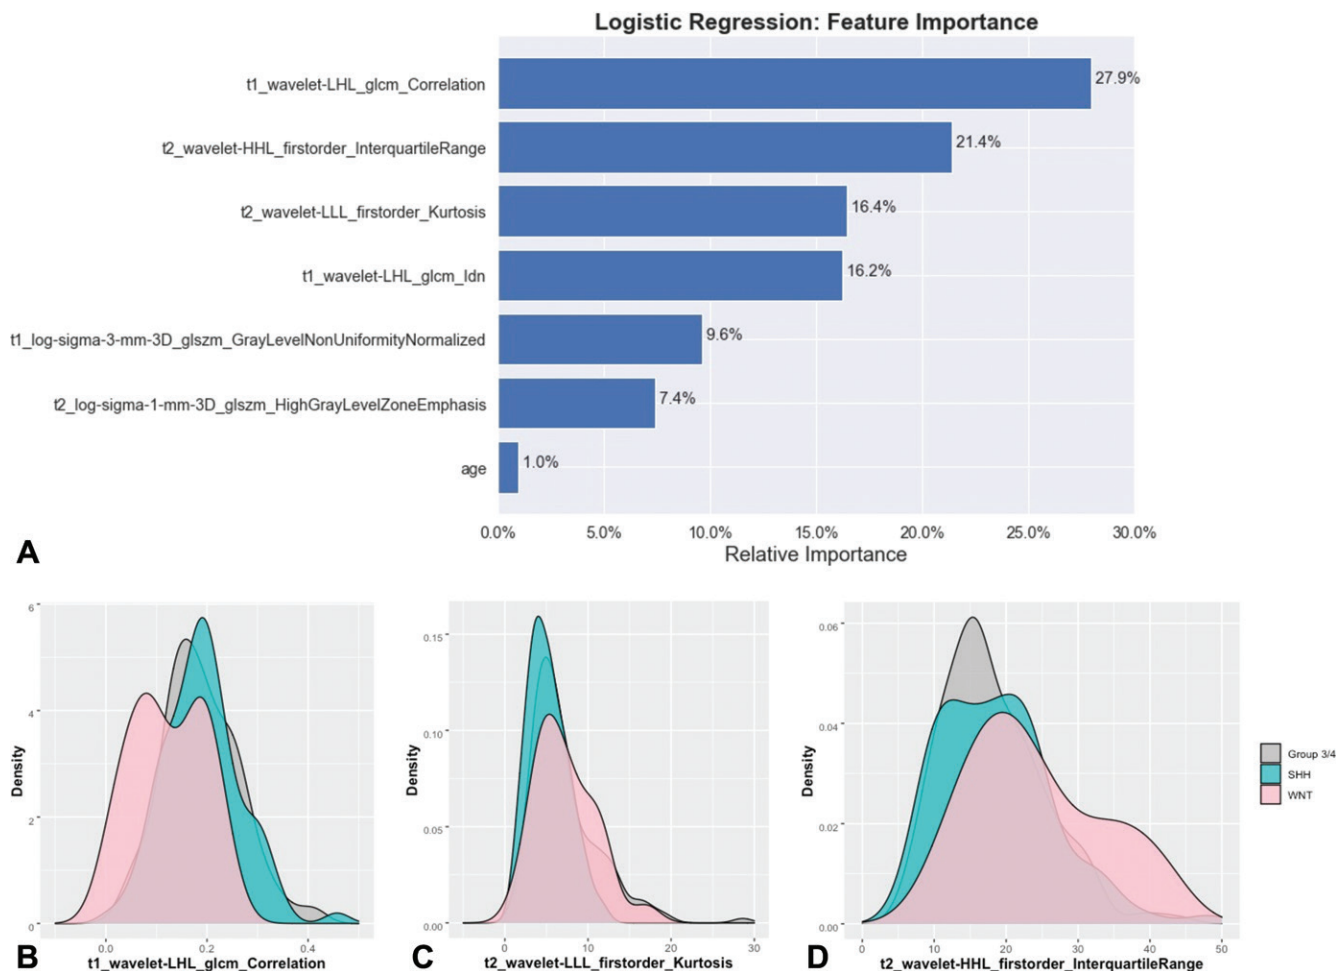 Logistic Regression: Feature Importance
t1_wavelet-LHL_glcm_Correlation
27.9%
t2_wavelet-HHL_firstorder_InterquartileRange
21.4%
t2_wavelet-LLL_firstorder_Kurtosis
16.4%
t1_wavelet-LHL_glcm_Idn
16.2%
t1_log-sigma-3-mm-3D_glszm_GrayLevelNonUniformityNormalized
9.6%
t2_log-sigma-1-mm-3D_glszm_HighGrayLevelZoneEmphasis
7.4%
age
1.0%
0.0% 5.0% 10.0% 15.0% 20.0% 25.0% 30.0%
Relative Importance
A
6
4
2
0
Density
0.0 0.2 0.4
t1_wavelet-LHL_glcm_Correlation
B
0.15
0.10
0.05
0.00
Density
0 10 20 30
t2_wavelet-LLL_firstorder_Kurtosis
C
0.06
0.04
0.02
0.00
Density
0 10 20 30 40 50
t2_wavelet-HHL_firstorder_InterquartileRange
D
Group 3/4
SHH
WNT